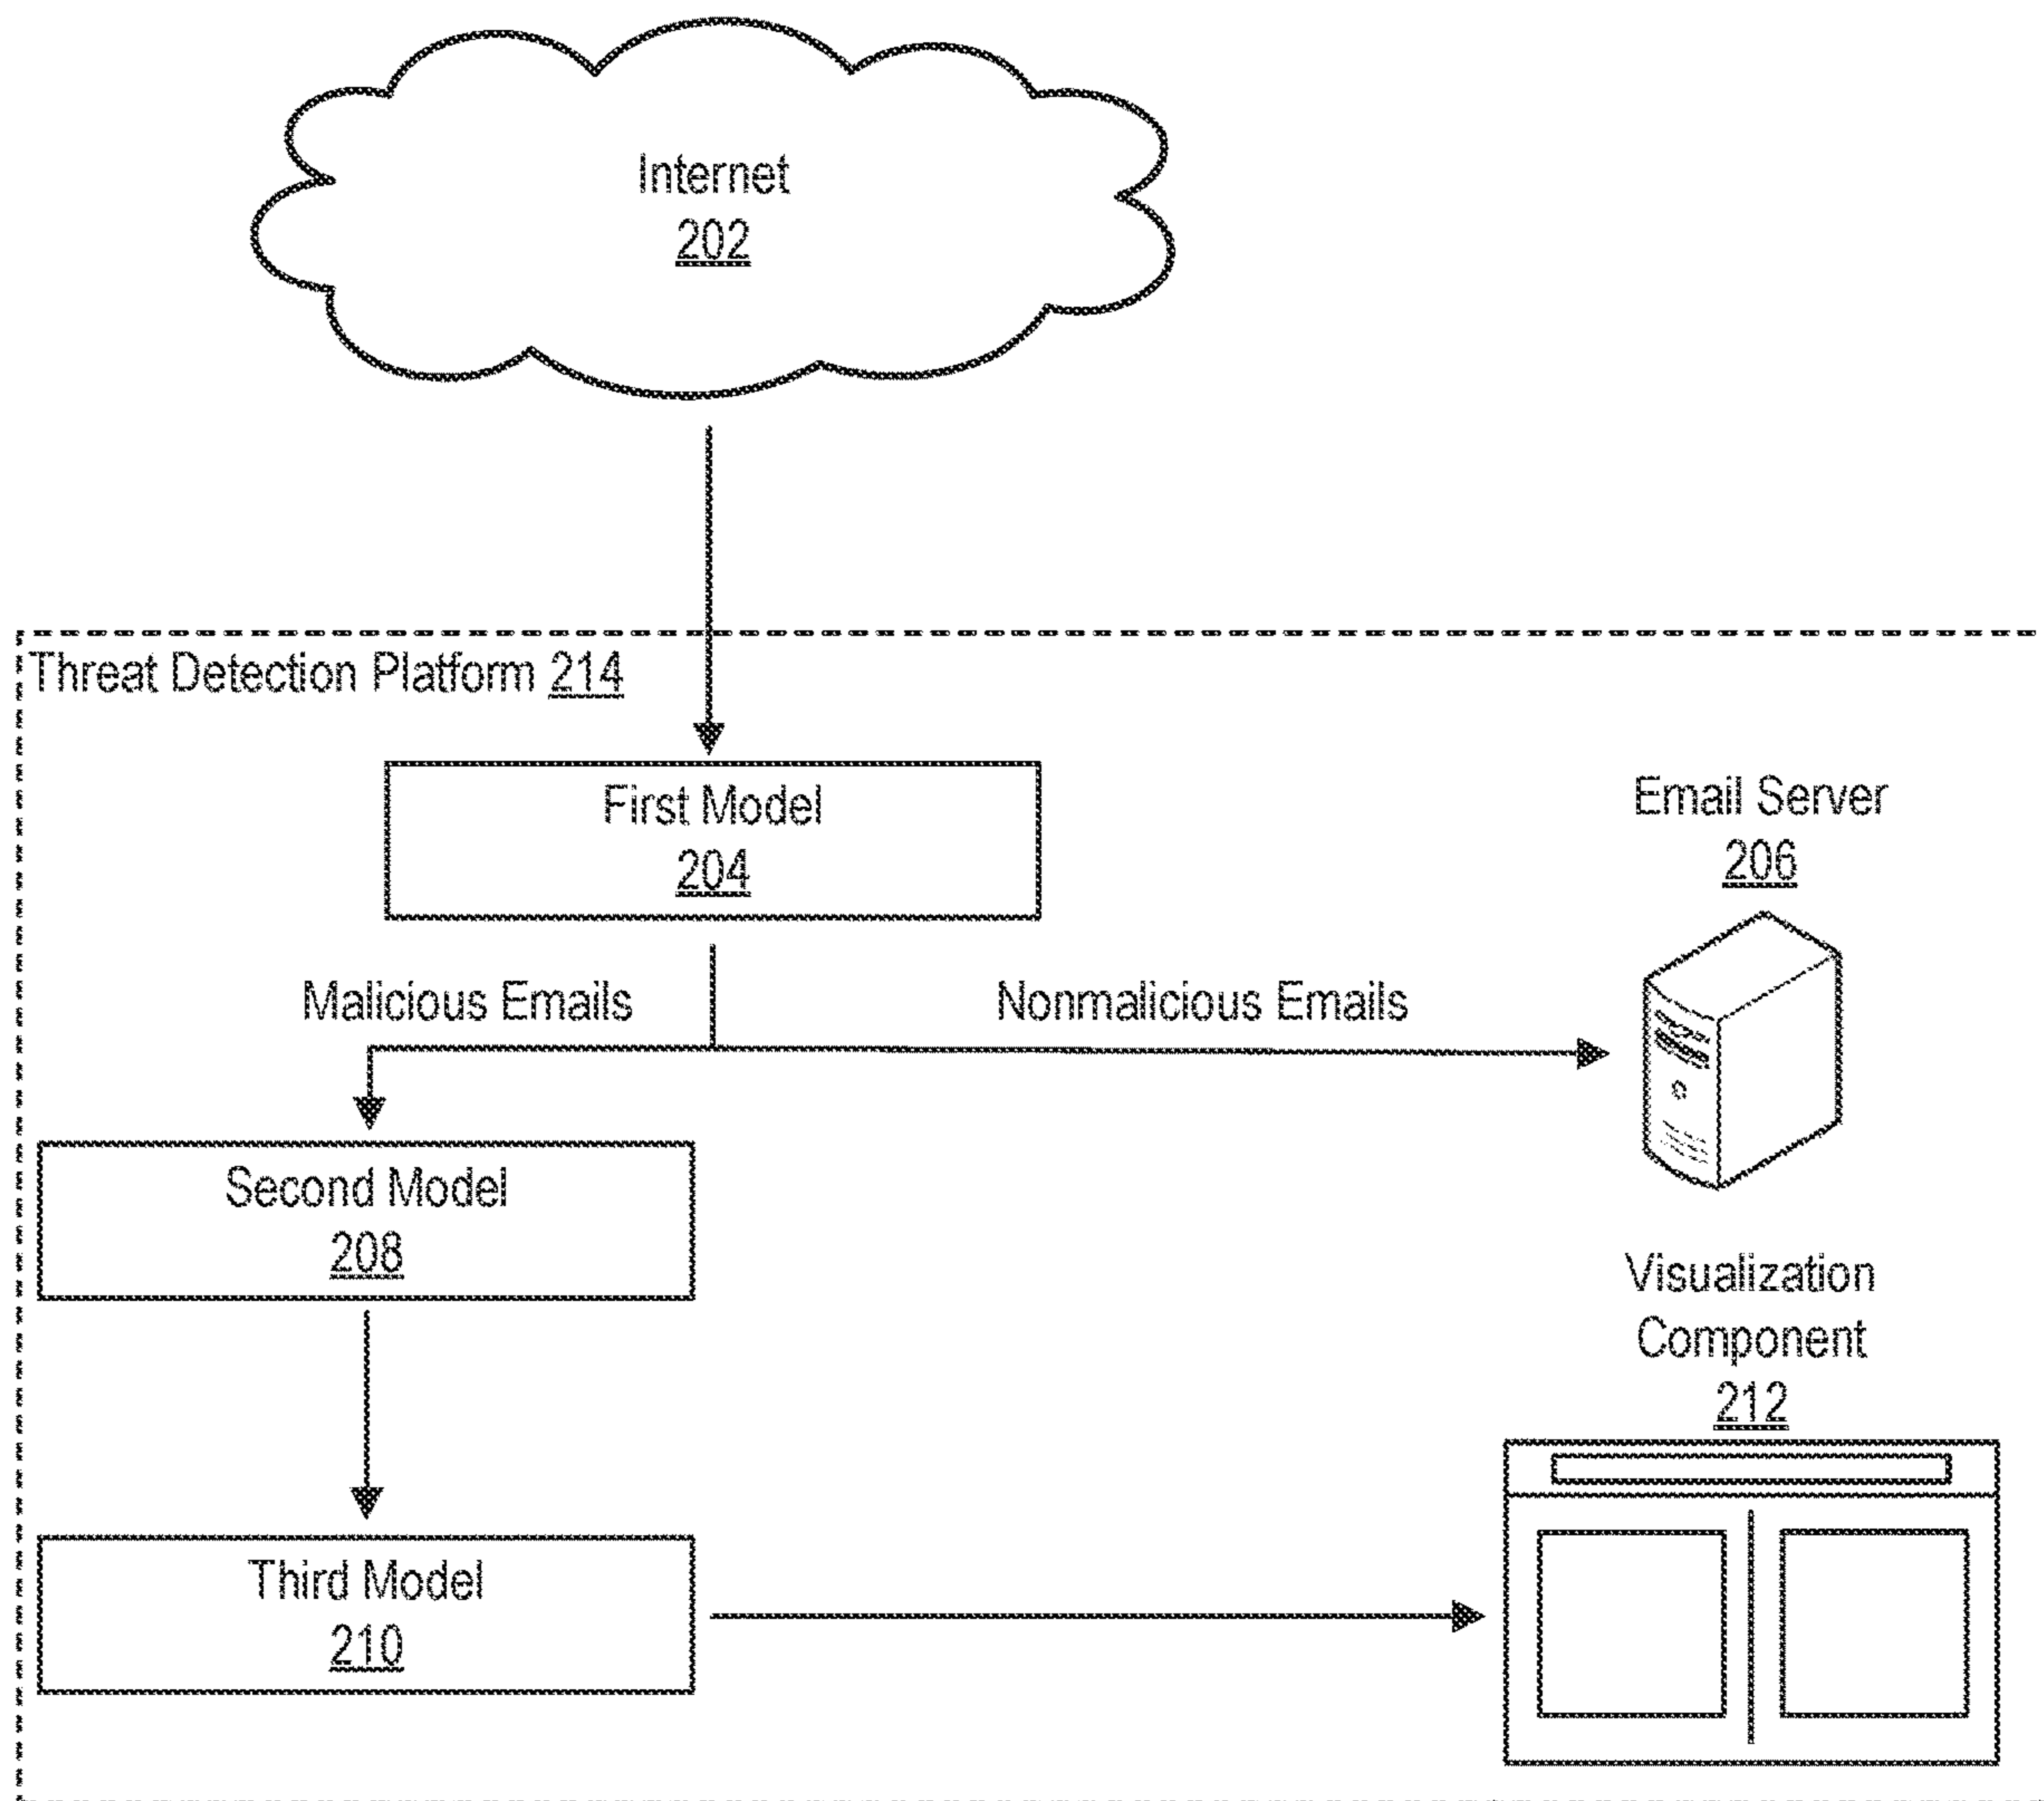 Internet
202
Threat Detection Platform 214
First Model
204
Email Server
206
Malicious Emails
Nonmalicious Emails
Second Model
208
Visualization
Component
212
Third Model
210